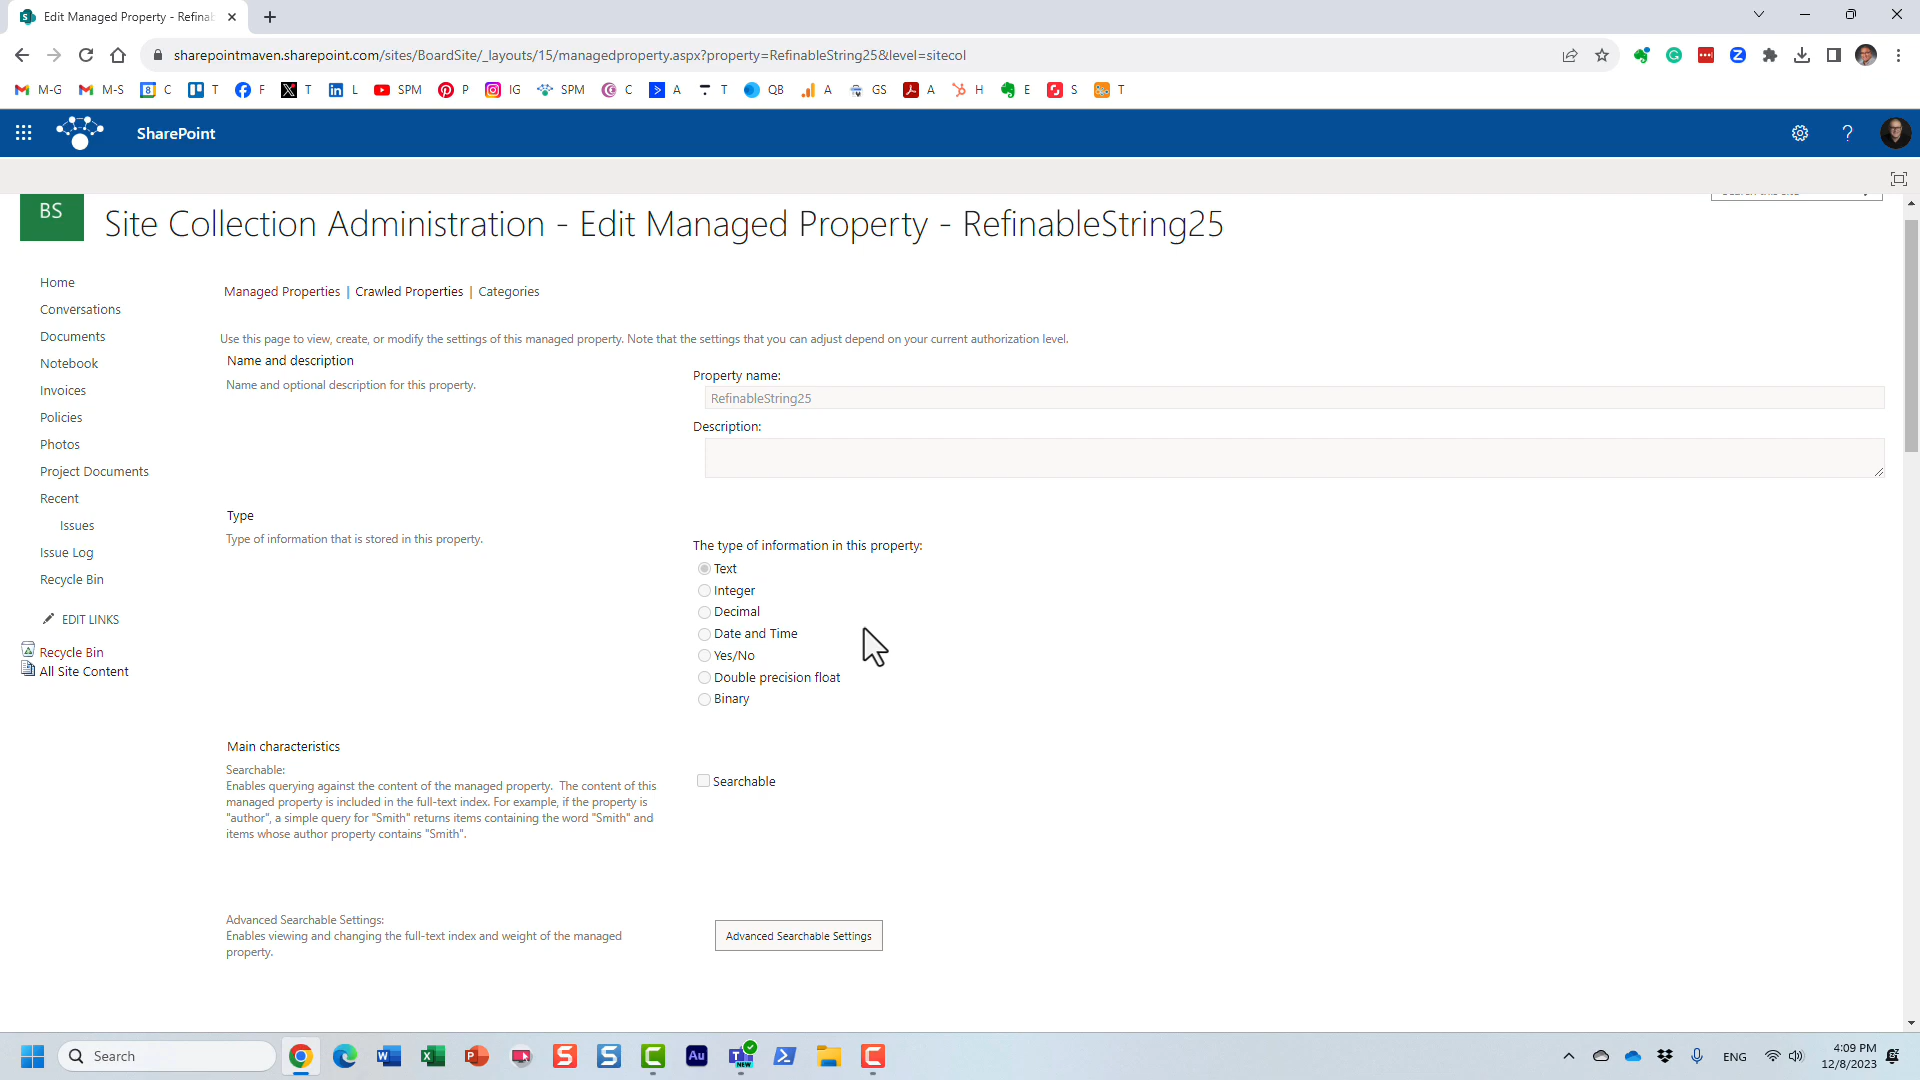 Edit Managed Property - Refinab
sharepointmaven.sharepoint.com/sites/BoardSite/_layouts/15/managedproperty.aspx?property=RefinableString25&level=sitecol
M-G M-S C T F T L SPM P IG SPM C A T QB A GS A H E S T
SharePoint
BS
Site Collection Administration - Edit Managed Property - RefinableString25
Home
Conversations
Documents
Notebook
Invoices
Policies
Photos
Project Documents
Recent
Issues
Issue Log
Recycle Bin
EDIT LINKS
Recycle Bin
All Site Content
Managed Properties | Crawled Properties | Categories
Use this page to view, create, or modify the settings of this managed property. Note that the settings that you can adjust depend on your current authorization level.
Name and description
Name and optional description for this property.
Property name:
RefinableString25
Description:
Type
Type of information that is stored in this property.
The type of information in this property:
Text
Integer
Decimal
Date and Time
Yes/No
Double precision float
Binary
Main characteristics
Searchable:
Enables querying against the content of the managed property. The content of this
managed property is included in the full-text index. For example, if the property is
"author", a simple query for "Smith" returns items containing the word "Smith" and
items whose author property contains "Smith".
Searchable
Advanced Searchable Settings:
Enables viewing and changing the full-text index and weight of the managed
property.
Advanced Searchable Settings
Search
ENG
4:09 PM
12/8/2023